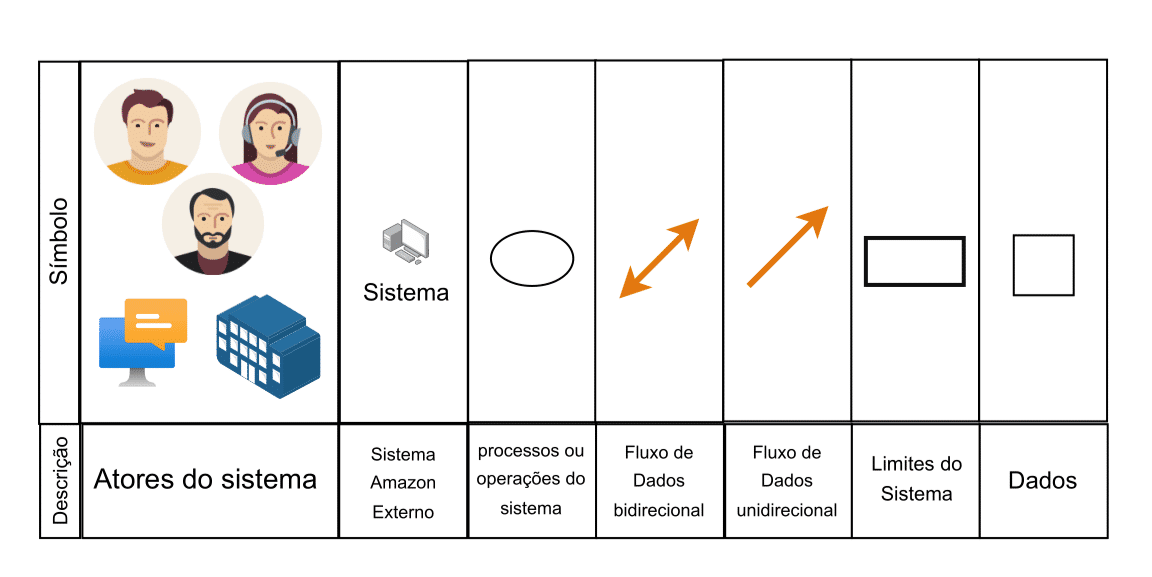 Símbolo
Sistema
Descrição
Atores do sistema
Sistema
Amazon
Externo
processos ou
operações do
sistema
Fluxo de
Dados
bidirecional
Fluxo de
Dados
unidirecional
Limites do
Sistema
Dados